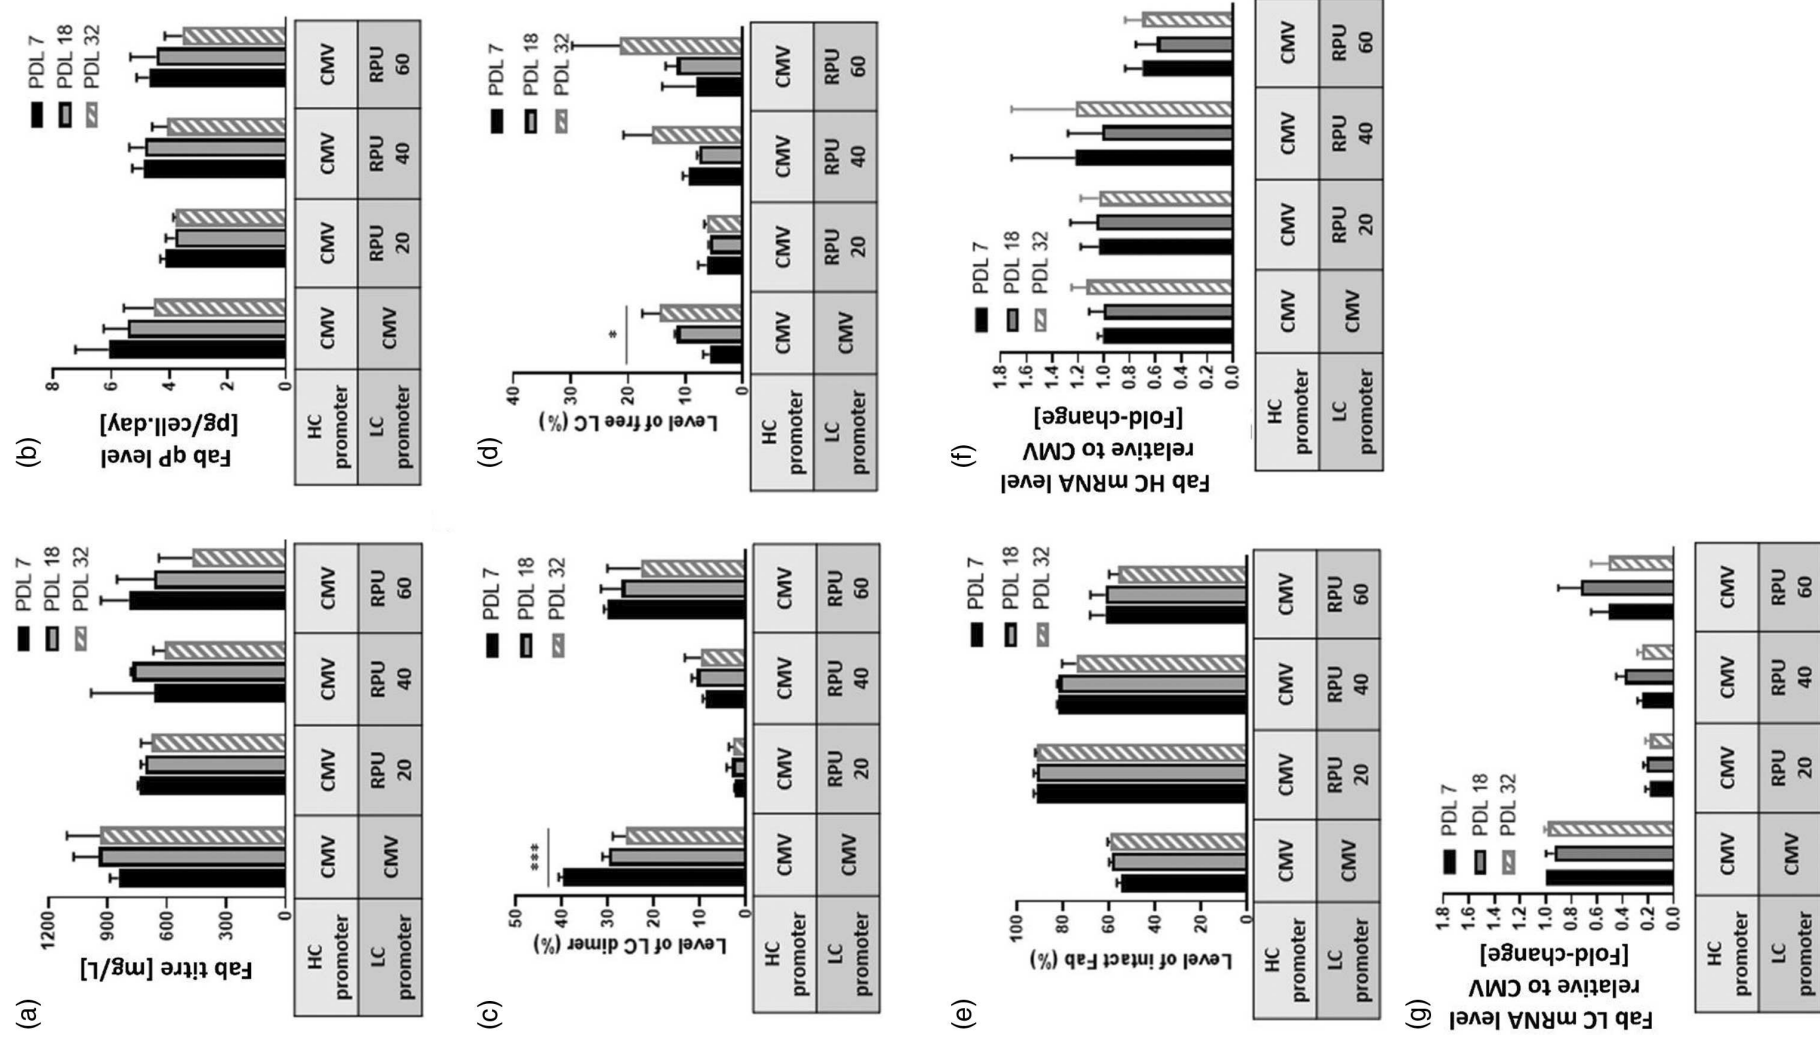 (a)
Fab titre [mg/L]
1200
900
600
300
0
PDL 7
PDL 18
PDL 32
HC promoter
CMV
CMV
CMV
CMV
LC promoter
CMV
RPU 20
RPU 40
RPU 60
(b)
Fab qP level
[pg/cell.day]
8
6
4
2
0
PDL 7
PDL 18
PDL 32
HC promoter
CMV
CMV
CMV
CMV
LC promoter
CMV
RPU 20
RPU 40
RPU 60
(c)
Level of LC dimer (%)
50
40
30
20
10
0
***
PDL 7
PDL 18
PDL 32
HC promoter
CMV
CMV
CMV
CMV
LC promoter
CMV
RPU 20
RPU 40
RPU 60
(d)
Level of free LC (%)
40
30
20
10
0
*
PDL 7
PDL 18
PDL 32
HC promoter
CMV
CMV
CMV
CMV
LC promoter
CMV
RPU 20
RPU 40
RPU 60
(e)
Level of intact Fab (%)
100
80
60
40
20
0
PDL 7
PDL 18
PDL 32
HC promoter
CMV
CMV
CMV
CMV
LC promoter
CMV
RPU 20
RPU 40
RPU 60
(f)
Fab HC mRNA level
relative to CMV
[Fold-change]
1.8
1.6
1.4
1.2
1.0
0.8
0.6
0.4
0.2
0.0
PDL 7
PDL 18
PDL 32
HC promoter
CMV
CMV
CMV
CMV
LC promoter
CMV
RPU 20
RPU 40
RPU 60
(g)
Fab LC mRNA level
relative to CMV
[Fold-change]
1.8
1.6
1.4
1.2
1.0
0.8
0.6
0.4
0.2
0.0
PDL 7
PDL 18
PDL 32
HC promoter
CMV
CMV
CMV
CMV
LC promoter
CMV
RPU 20
RPU 40
RPU 60